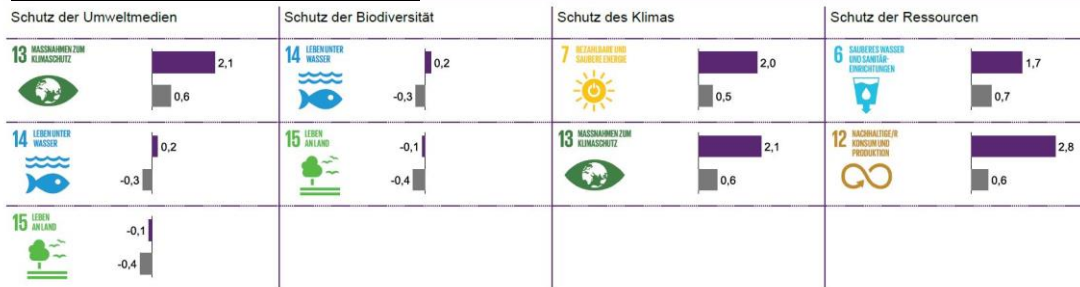 Schutz der Umweltmedien
Schutz der Biodiversität
Schutz des Klimas
Schutz der Ressourcen
13 MASSNAHMEN ZUM
KLIMASCHUTZ
2,1
0,6
14 LEBEN UNTER
WASSER
0,2
-0,3
7 BEZAHLBARE UND
SAUBERE ENERGIE
2,0
0,5
6 SAUBERES WASSER
UND SANITÄR-
EINRICHTUNGEN
1,7
0,7
14 LEBEN UNTER
WASSER
0,2
-0,3
15 LEBEN
AN LAND
-0,1
-0,4
13 MASSNAHMEN ZUM
KLIMASCHUTZ
2,1
0,6
12 NACHHALTIGE/R
KONSUM UND
PRODUKTION
2,8
0,6
15 LEBEN
AN LAND
-0,1
-0,4